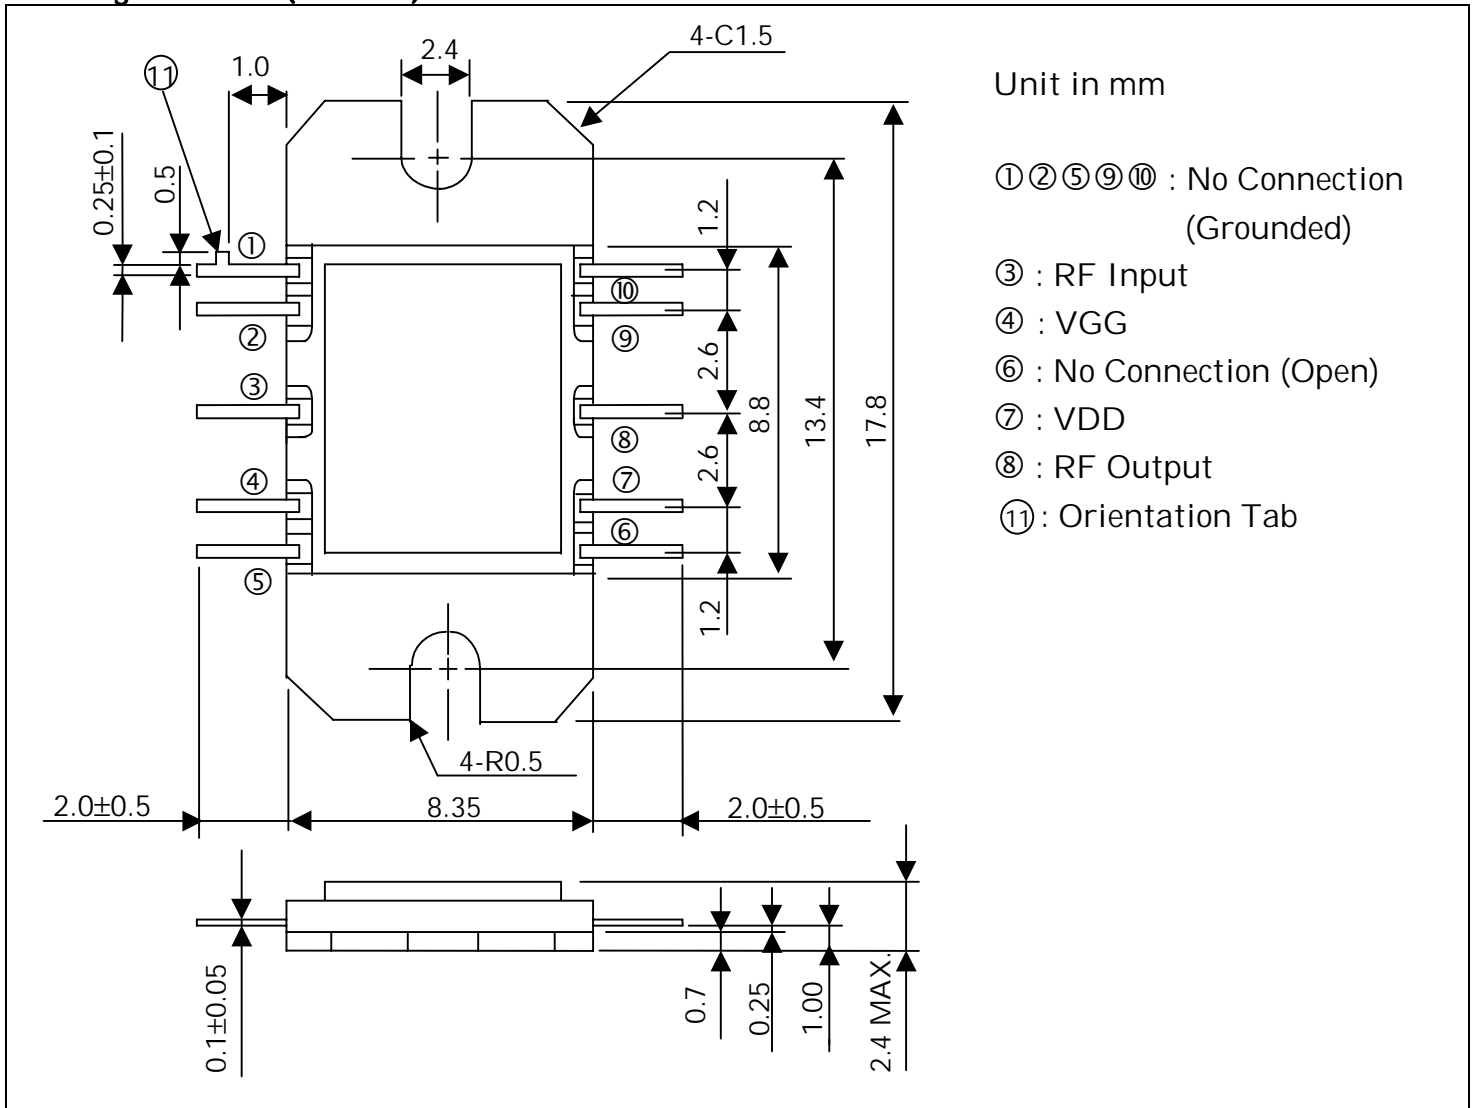 4-C1.5
2.4
⑪
1.0
Unit in mm
0.25±0.1
0.5
①②⑤⑨⑩ : No Connection
(Grounded)
③ : RF Input
④ : VGG
⑥ : No Connection (Open)
⑦ : VDD
⑧ : RF Output
⑪ : Orientation Tab
①
②
③
④
⑤
⑩
⑨
⑧
⑦
⑥
1.2
2.6
2.6
1.2
8.8
13.4
17.8
4-R0.5
2.0±0.5
8.35
2.0±0.5
0.1±0.05
0.7
0.25
1.00
2.4 MAX.